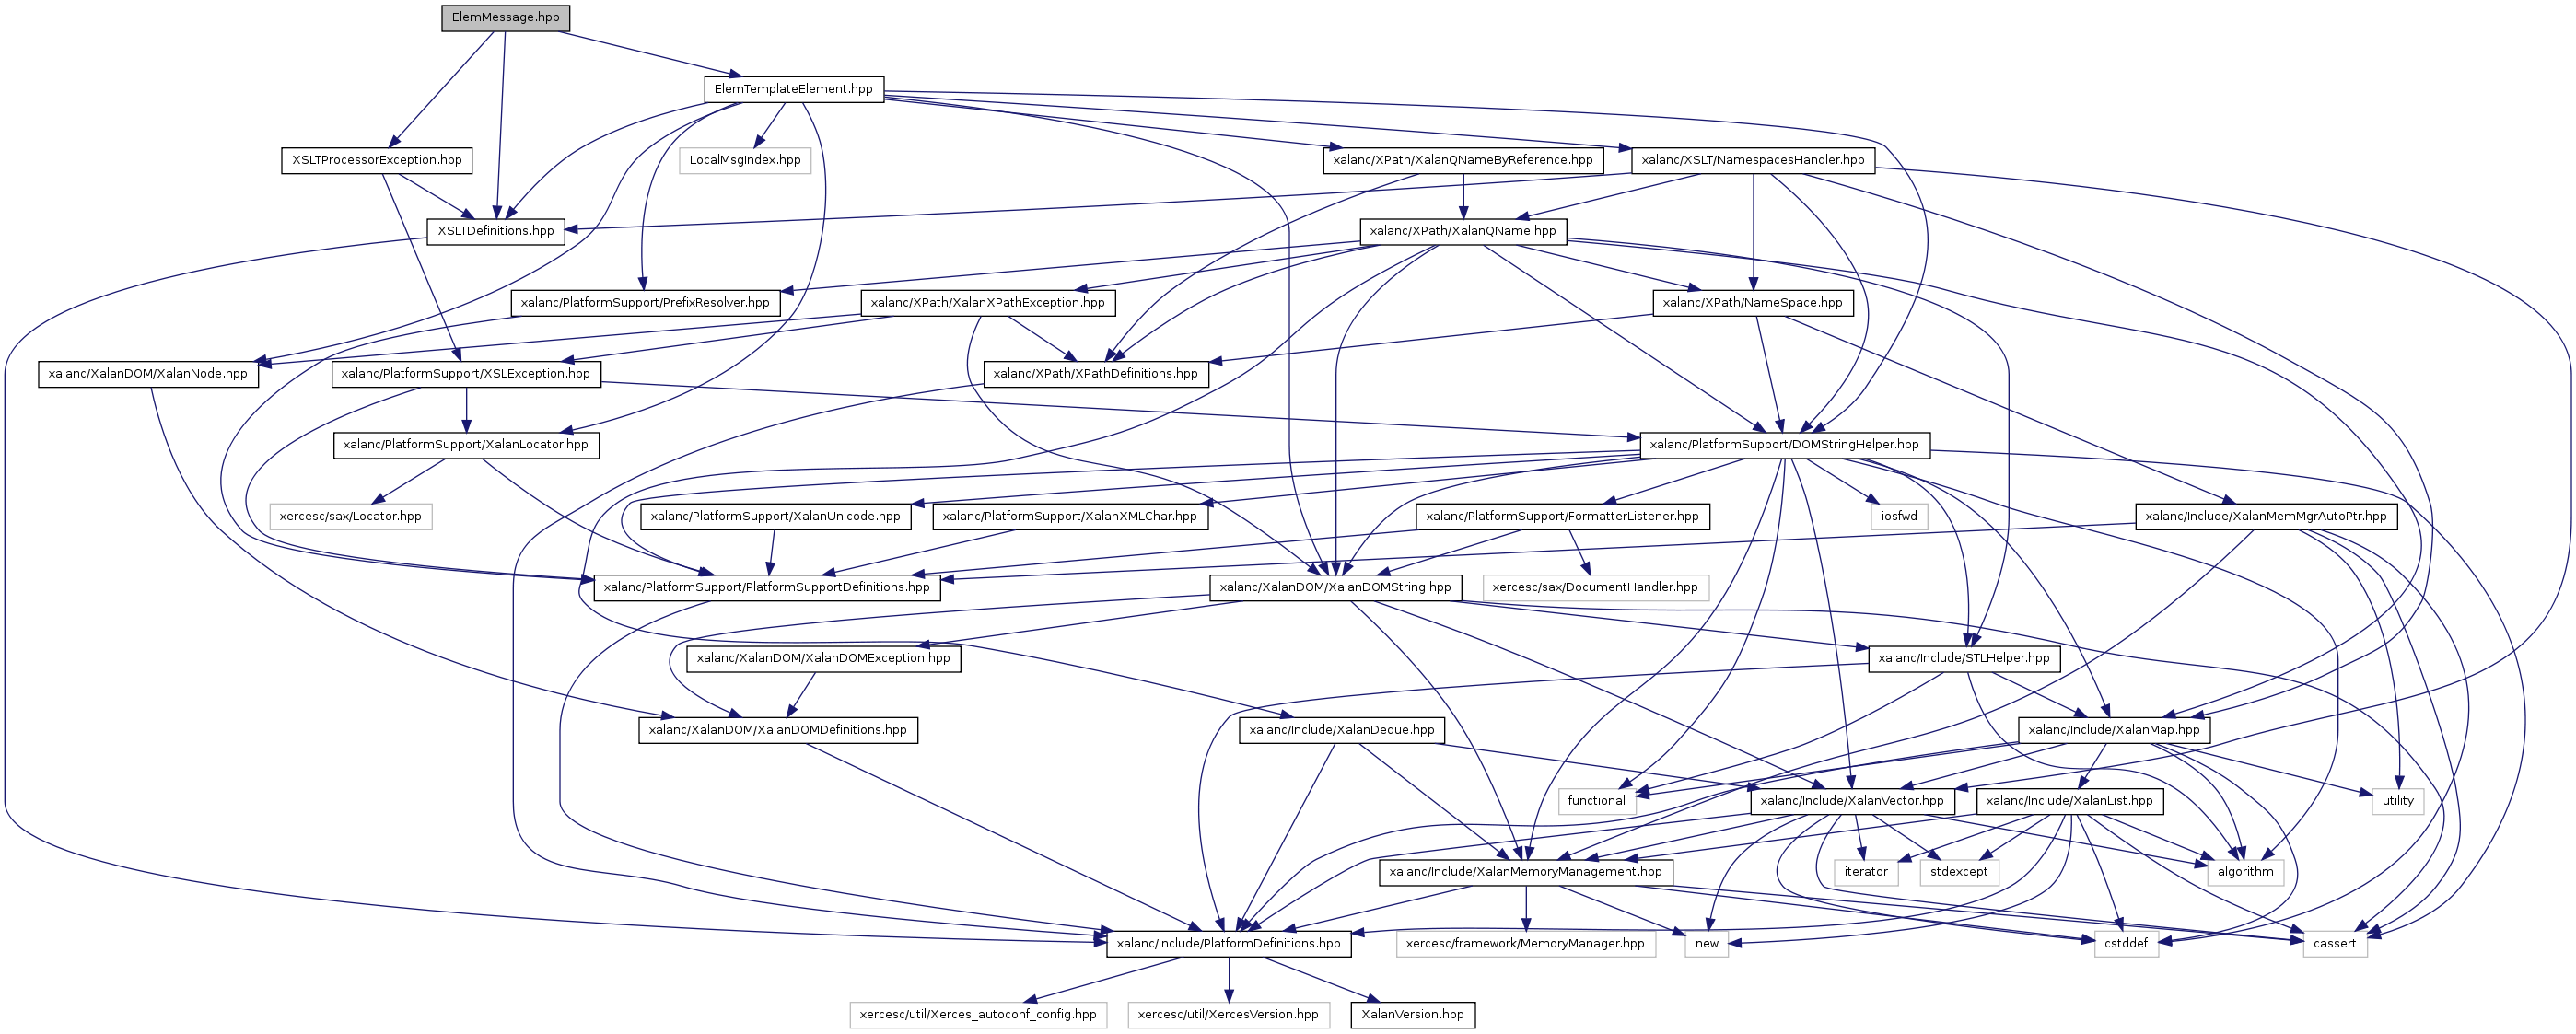 ElemMessage.hpp
ElemTemplateElement.hpp
XSLTProcessorException.hpp
LocalMsgIndex.hpp
xalanc/XPath/XalanQNameByReference.hpp
xalanc/XSLT/NamespacesHandler.hpp
XSLTDefinitions.hpp
xalanc/XPath/XalanQName.hpp
xalanc/PlatformSupport/PrefixResolver.hpp
xalanc/XPath/XalanXPathException.hpp
xalanc/XPath/NameSpace.hpp
xalanc/XalanDOM/XalanNode.hpp
xalanc/PlatformSupport/XSLException.hpp
xalanc/XPath/XPathDefinitions.hpp
xalanc/PlatformSupport/XalanLocator.hpp
xalanc/PlatformSupport/DOMStringHelper.hpp
xercesc/sax/Locator.hpp
xalanc/PlatformSupport/XalanUnicode.hpp
xalanc/PlatformSupport/XalanXMLChar.hpp
xalanc/PlatformSupport/FormatterListener.hpp
iosfwd
xalanc/Include/XalanMemMgrAutoPtr.hpp
xalanc/PlatformSupport/PlatformSupportDefinitions.hpp
xalanc/XalanDOM/XalanDOMString.hpp
xercesc/sax/DocumentHandler.hpp
xalanc/XalanDOM/XalanDOMException.hpp
xalanc/Include/STLHelper.hpp
xalanc/XalanDOM/XalanDOMDefinitions.hpp
xalanc/Include/XalanDeque.hpp
xalanc/Include/XalanMap.hpp
functional
xalanc/Include/XalanVector.hpp
xalanc/Include/XalanList.hpp
utility
xalanc/Include/XalanMemoryManagement.hpp
iterator
stdexcept
algorithm
xalanc/Include/PlatformDefinitions.hpp
xercesc/framework/MemoryManager.hpp
new
cstddef
cassert
xercesc/util/Xerces_autoconf_config.hpp
xercesc/util/XercesVersion.hpp
XalanVersion.hpp